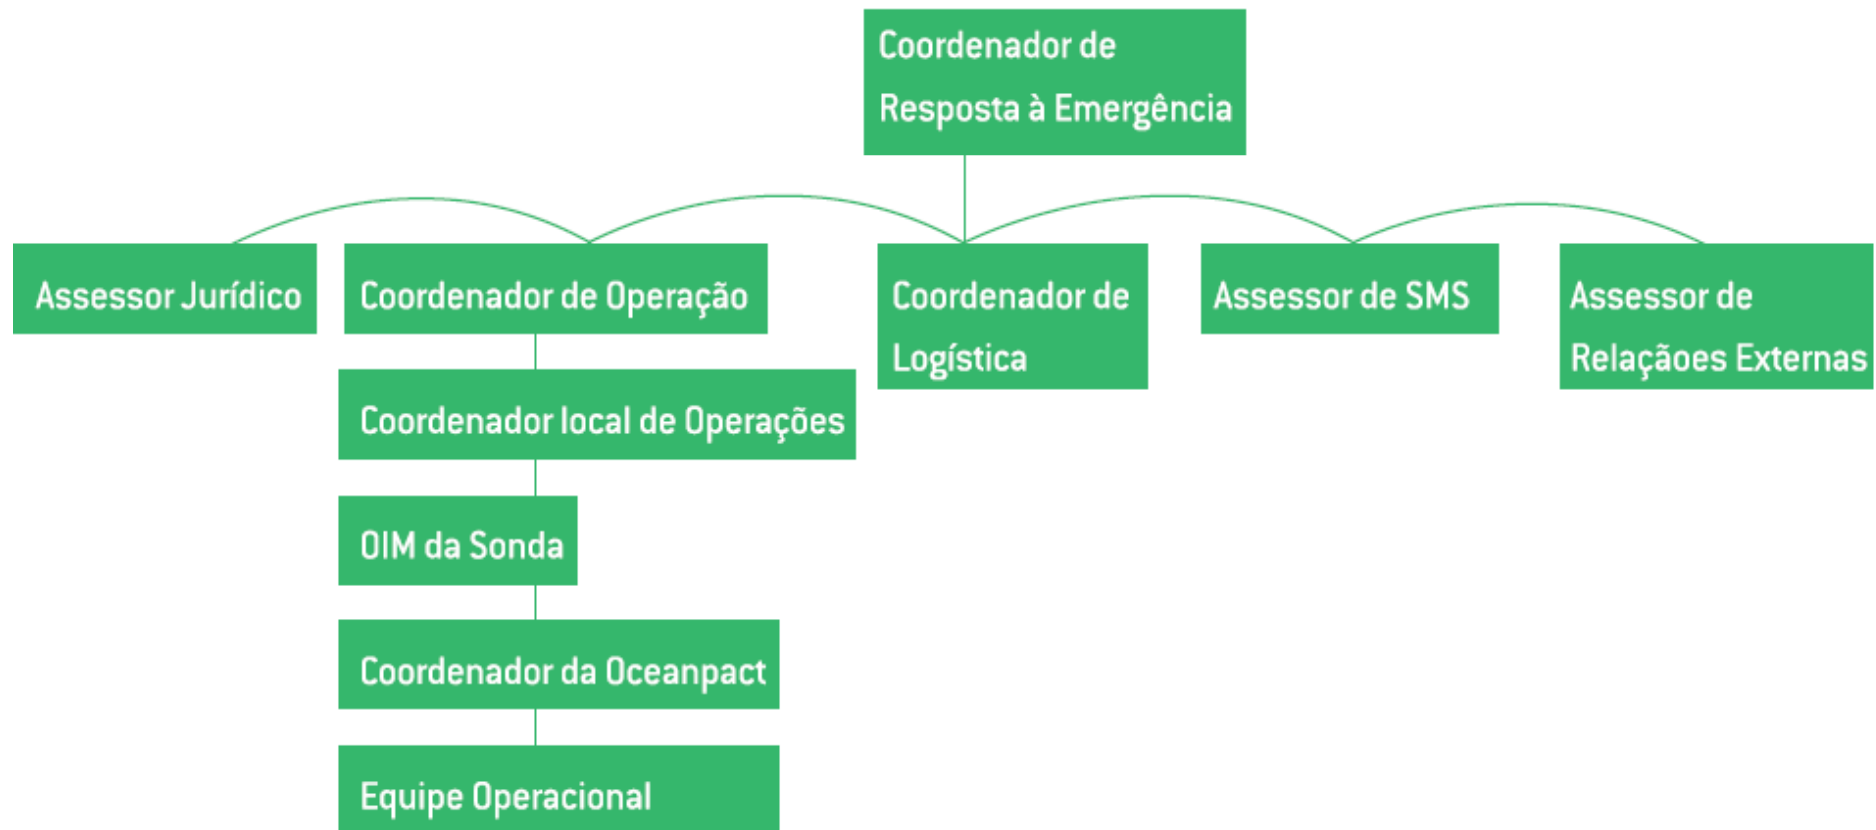 Coordenador de
Resposta à Emergência
Assessor Jurídico
Coordenador de Operação
Coordenador de
Logística
Assessor de SMS
Assessor de
Relaçãoes Externas
Coordenador local de Operações
OIM da Sonda
Coordenador da Oceanpact
Equipe Operacional